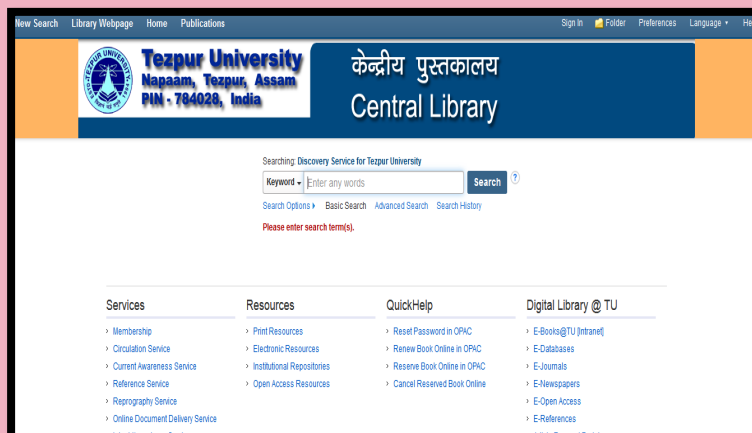 New Search Library Webpage Home Publications
Sign In Folder Preferences Language
Tezpur University
Napaam, Tezpur, Assam
PIN - 784028, India
केन्द्रीय पुस्तकालय
Central Library
Searching: Discovery Service for Tezpur University
Keyword Enter any words Search ?
Search Options Basic Search Advanced Search Search History
Please enter search term(s).
Services
› Membership
› Circulation Service
› Current Awareness Service
› Reference Service
› Reprography Service
› Online Document Delivery Service
Resources
› Print Resources
› Electronic Resources
› Institutional Repositories
› Open Access Resources
QuickHelp
› Reset Password in OPAC
› Renew Book Online in OPAC
› Reserve Book Online in OPAC
› Cancel Reserved Book Online
Digital Library @ TU
› E-Books@TU [Intranet]
› E-Databases
› E-Journals
› E-Newspapers
› E-Open Access
› E-References